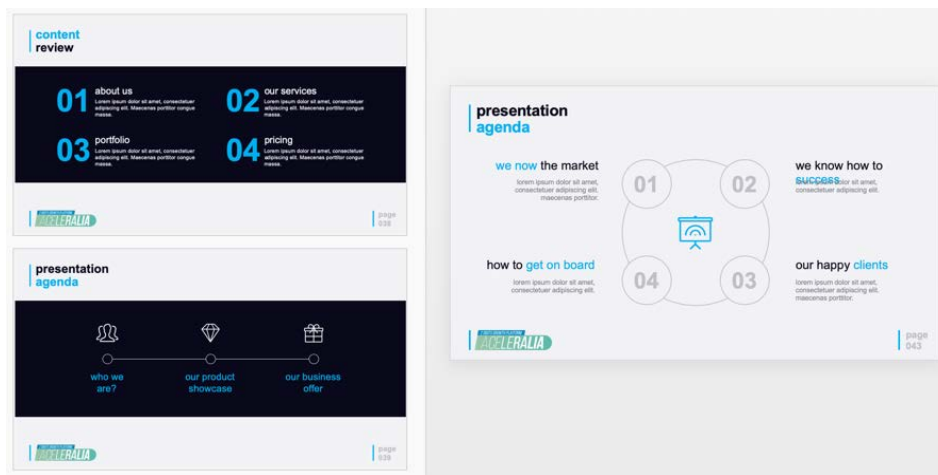 content
review
01
about us
Lorem ipsum dolor sit amet, consectetuer
adipiscing elit. Maecenas porttitor congue
massa.
02
our services
Lorem ipsum dolor sit amet, consectetuer
adipiscing elit. Maecenas porttitor congue
massa.
03
portfolio
Lorem ipsum dolor sit amet, consectetuer
adipiscing elit. Maecenas porttitor congue
massa.
04
pricing
Lorem ipsum dolor sit amet, consectetuer
adipiscing elit. Maecenas porttitor congue
massa.
ACELERALIA
page
presentation
agenda
who we
are?
our product
showcase
our business
offer
ACELERALIA
page
presentation
agenda
we now the market
lorem ipsum dolor sit amet,
consectetuer adipiscing elit.
maecenas porttitor.
01
02
we know how to
success
dolor sit amet,
consectetuer adipiscing elit.
how to get on board
lorem ipsum dolor sit amet,
consectetuer adipiscing elit.
04
03
our happy clients
lorem ipsum dolor sit amet,
consectetuer adipiscing elit.
maecenas porttitor.
ACELERALIA
page
043